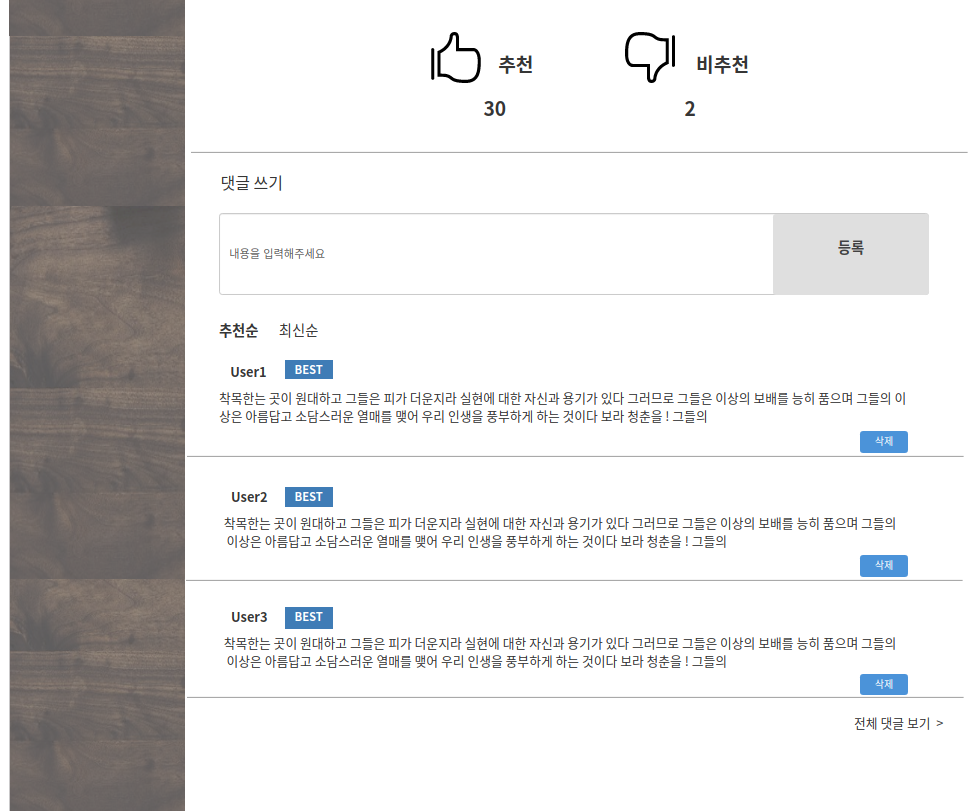 추천
비추천
30
2
댓글 쓰기
내용을 입력해주세요
등록
추천순 최신순
User1 BEST
착목한는 곳이 원대하고 그들은 피가 더운지라 실현에 대한 자신과 용기가 있다 그러므로 그들은 이상의 보배를 능히 품으며 그들의 이
상은 아름답고 소담스러운 열매를 맺어 우리 인생을 풍부하게 하는 것이다 보라 청춘을 ! 그들의
삭제
User2 BEST
착목한는 곳이 원대하고 그들은 피가 더운지라 실현에 대한 자신과 용기가 있다 그러므로 그들은 이상의 보배를 능히 품으며 그들의
이상은 아름답고 소담스러운 열매를 맺어 우리 인생을 풍부하게 하는 것이다 보라 청춘을 ! 그들의
삭제
User3 BEST
착목한는 곳이 원대하고 그들은 피가 더운지라 실현에 대한 자신과 용기가 있다 그러므로 그들은 이상의 보배를 능히 품으며 그들의
이상은 아름답고 소담스러운 열매를 맺어 우리 인생을 풍부하게 하는 것이다 보라 청춘을 ! 그들의
삭제
전체 댓글 보기 >